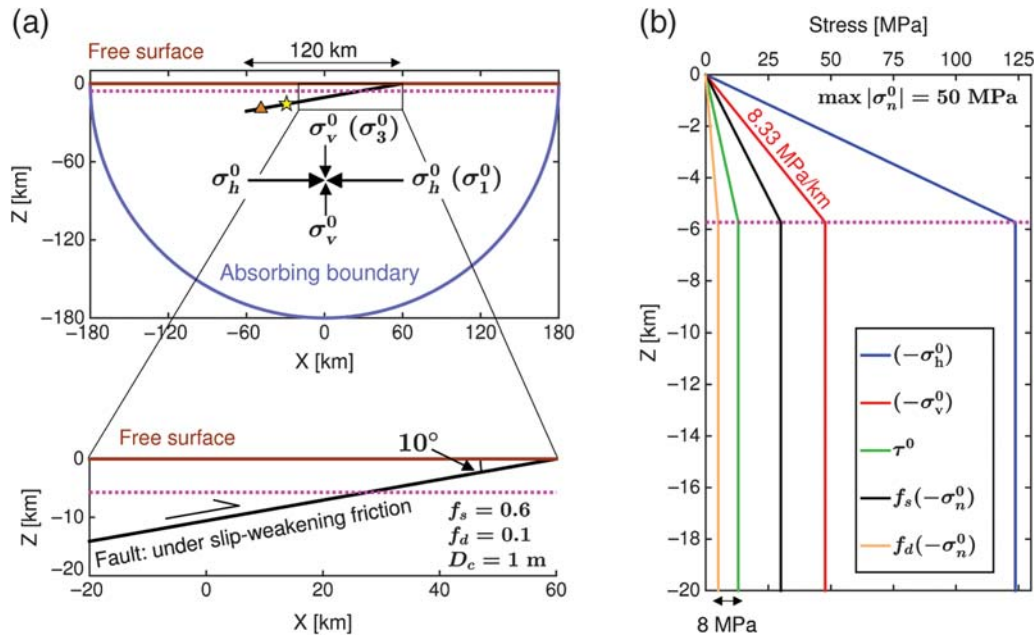 (a)
Free surface
120 km
0
−60
−120
−180
Z [km]
σ_v^0 (σ_3^0)
σ_h^0
σ_h^0 (σ_1^0)
σ_v^0
Absorbing boundary
−180 −120 −60 0 60 120 180
X [km]
Free surface
10°
0
−10
−20
Z [km]
Fault: under slip-weakening friction
f_s = 0.6
f_d = 0.1
D_c = 1 m
−20 0 20 40 60
X [km]
(b)
Stress [MPa]
0 25 50 75 100 125
max |σ_n^0| = 50 MPa
8.33 MPa/km
0
−2
−4
−6
−8
−10
−12
−14
−16
−18
−20
Z [km]
(−σ_h^0)
(−σ_v^0)
τ^0
f_s(−σ_n^0)
f_d(−σ_n^0)
8 MPa